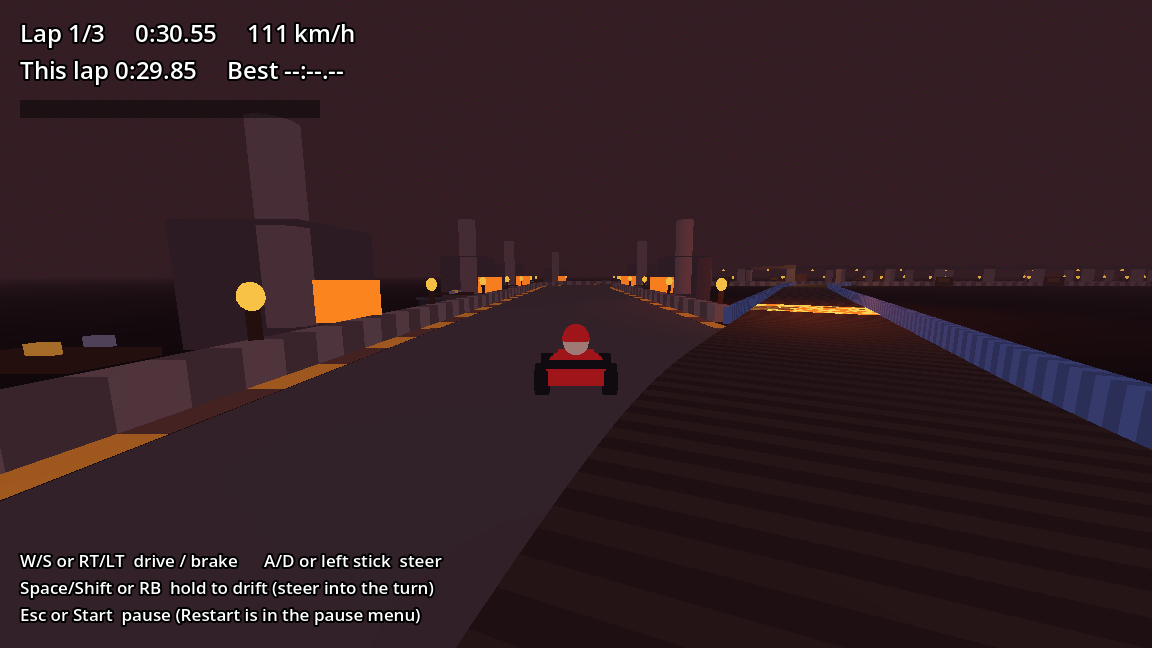 Lap 1/3 0:30.55 111 km/h
This lap 0:29.85 Best --:--.--
W/S or RT/LT drive / brake A/D or left stick steer
Space/Shift or RB hold to drift (steer into the turn)
Esc or Start pause (Restart is in the pause menu)